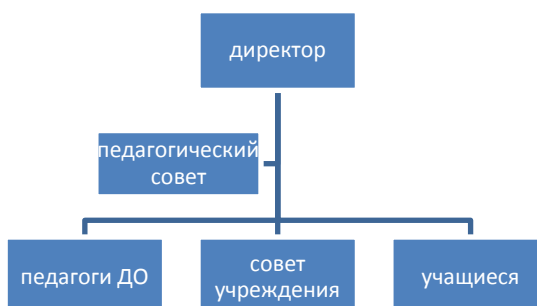 директор
педагогический
совет
педагоги ДО
совет
учреждения
учащиеся